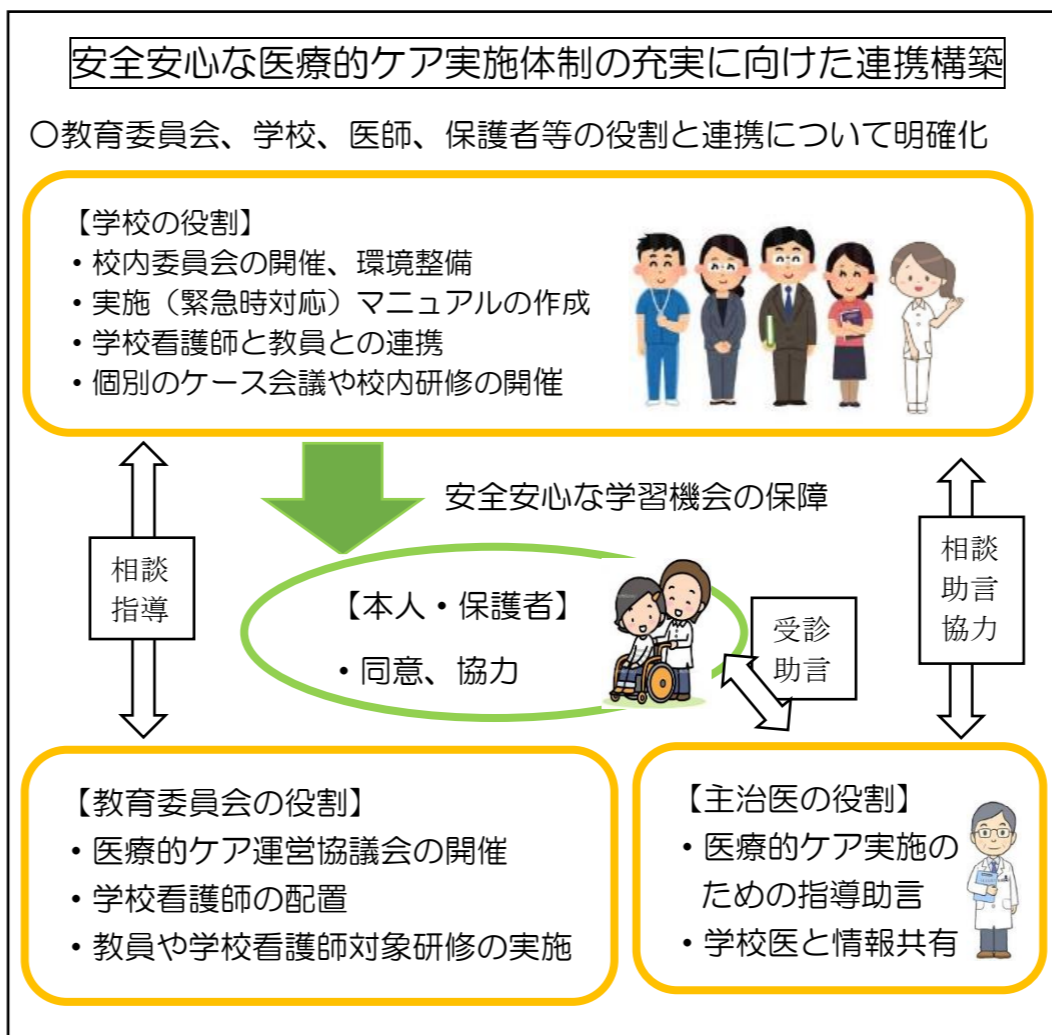 安全安心な医療的ケア実施体制の充実に向けた連携構築
〇教育委員会、学校、医師、保護者等の役割と連携について明確化
【学校の役割】
・校内委員会の開催、環境整備
・実施（緊急時対応）マニュアルの作成
・学校看護師と教員との連携
・個別のケース会議や校内研修の開催
安全安心な学習機会の保障
相談
指導
【本人・保護者】
・同意、協力
受診
助言
相談
助言
協力
【教育委員会の役割】
・医療的ケア運営協議会の開催
・学校看護師の配置
・教員や学校看護師対象研修の実施
【主治医の役割】
・医療的ケア実施の
ための指導助言
・学校医と情報共有